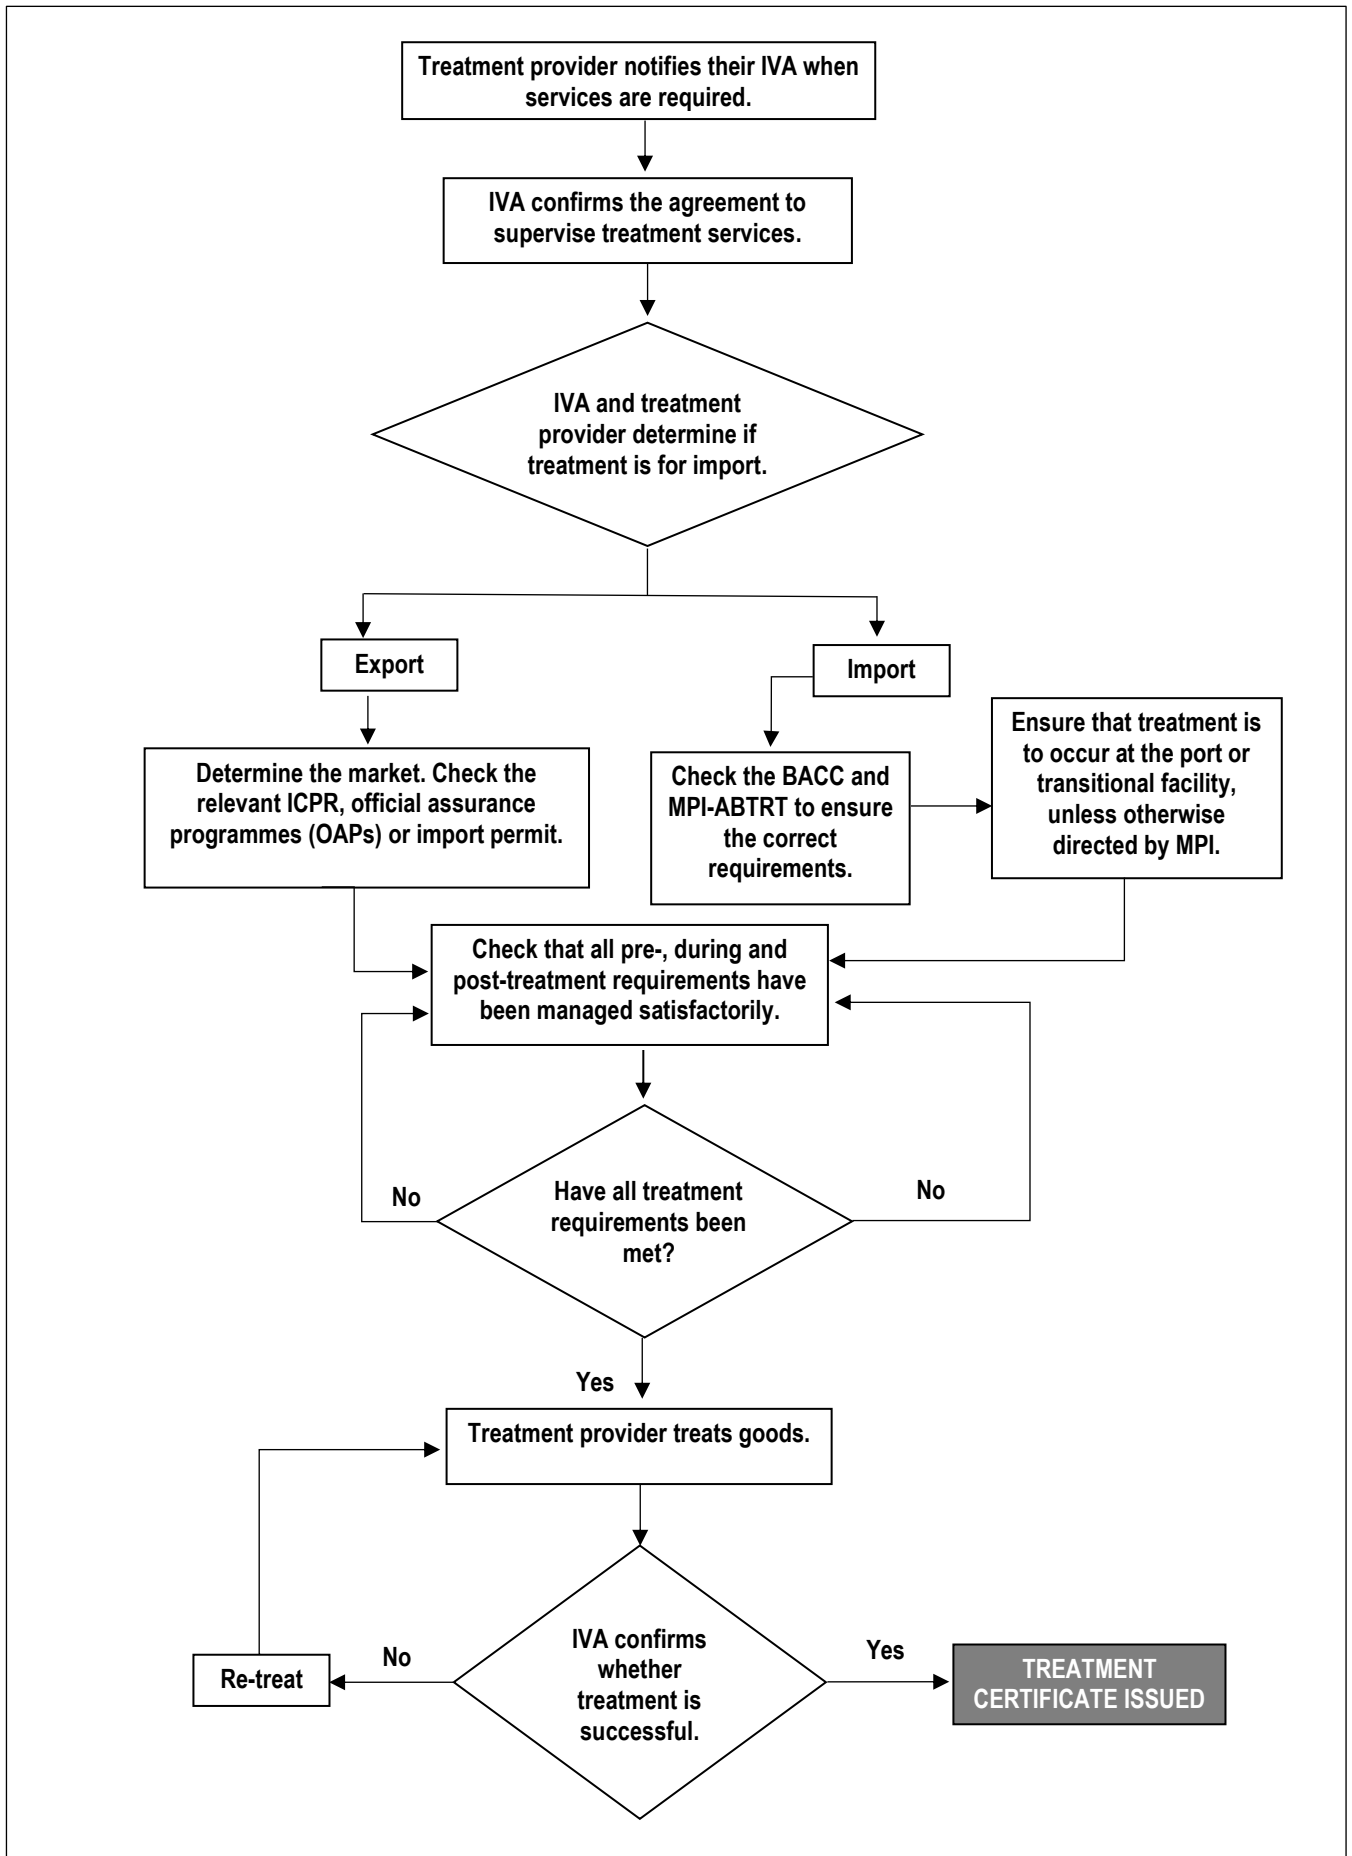 Treatment provider notifies their IVA when
services are required.
IVA confirms the agreement to
supervise treatment services.
IVA and treatment
provider determine if
treatment is for import.
Export
Import
Determine the market. Check the
relevant ICPR, official assurance
programmes (OAPs) or import permit.
Check the BACC and
MPI-ABTRT to ensure
the correct
requirements.
Ensure that treatment is
to occur at the port or
transitional facility,
unless otherwise
directed by MPI.
Check that all pre-, during and
post-treatment requirements have
been managed satisfactorily.
No
Have all treatment
requirements been
met?
No
Yes
Treatment provider treats goods.
Re-treat
No
IVA confirms
whether
treatment is
successful.
Yes
TREATMENT
CERTIFICATE ISSUED